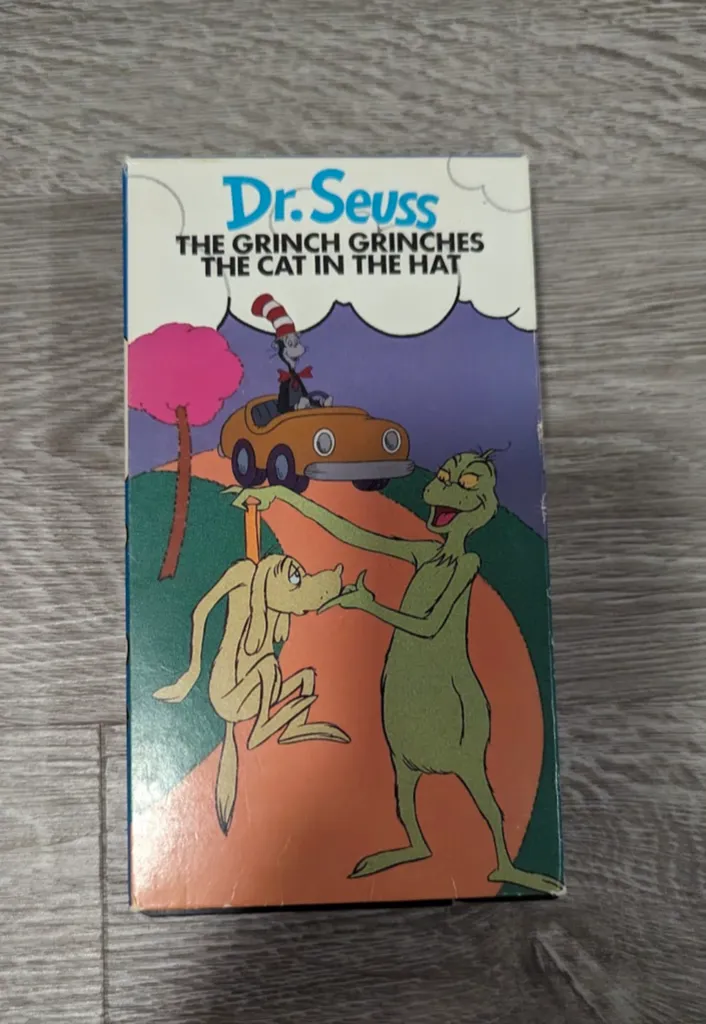 Dr. Seuss
THE GRINCH GRINCHES
THE CAT IN THE HAT